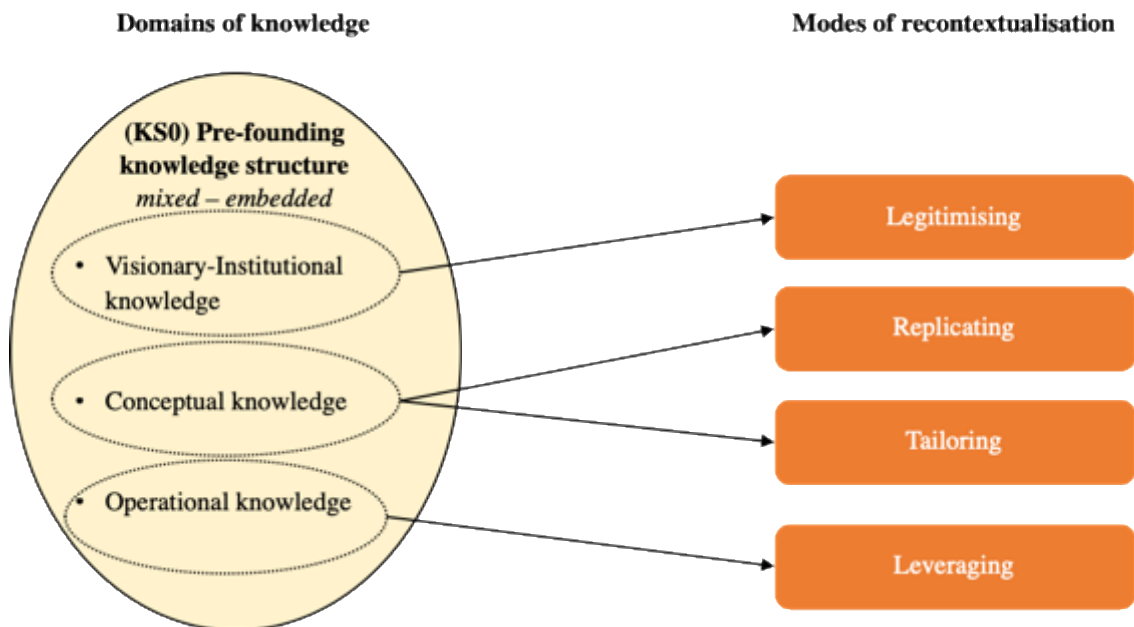 Domains of knowledge
Modes of recontextualisation
(KS0) Pre-founding
knowledge structure
mixed – embedded
• Visionary-Institutional
knowledge
• Conceptual knowledge
• Operational knowledge
Legitimising
Replicating
Tailoring
Leveraging